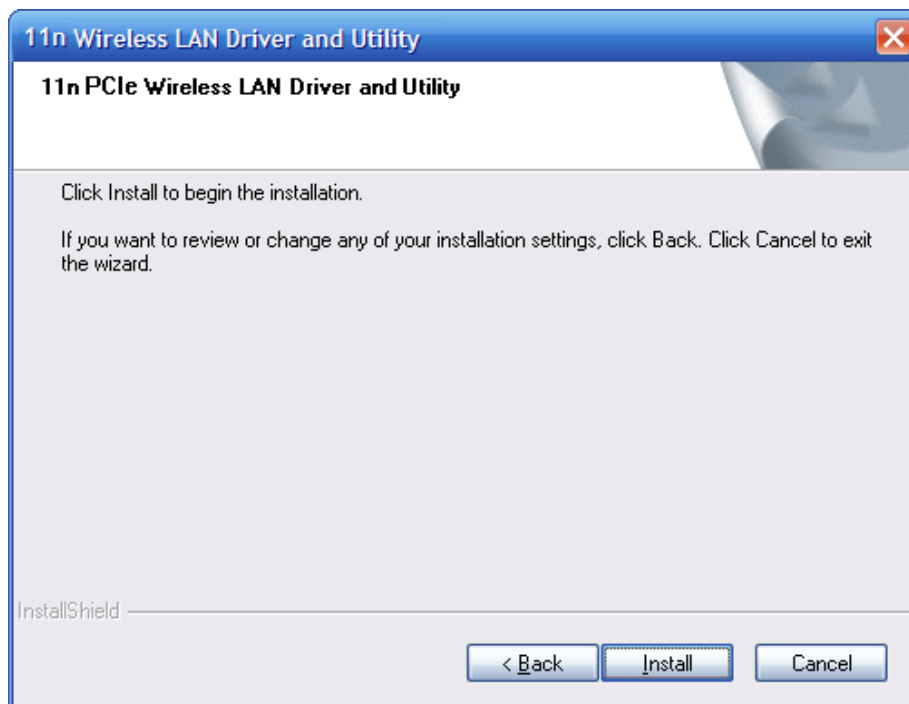 11n Wireless LAN Driver and Utility
11n PCIe Wireless LAN Driver and Utility
Click Install to begin the installation.
If you want to review or change any of your installation settings, click Back. Click Cancel to exit
the wizard.
InstallShield
< Back
Install
Cancel